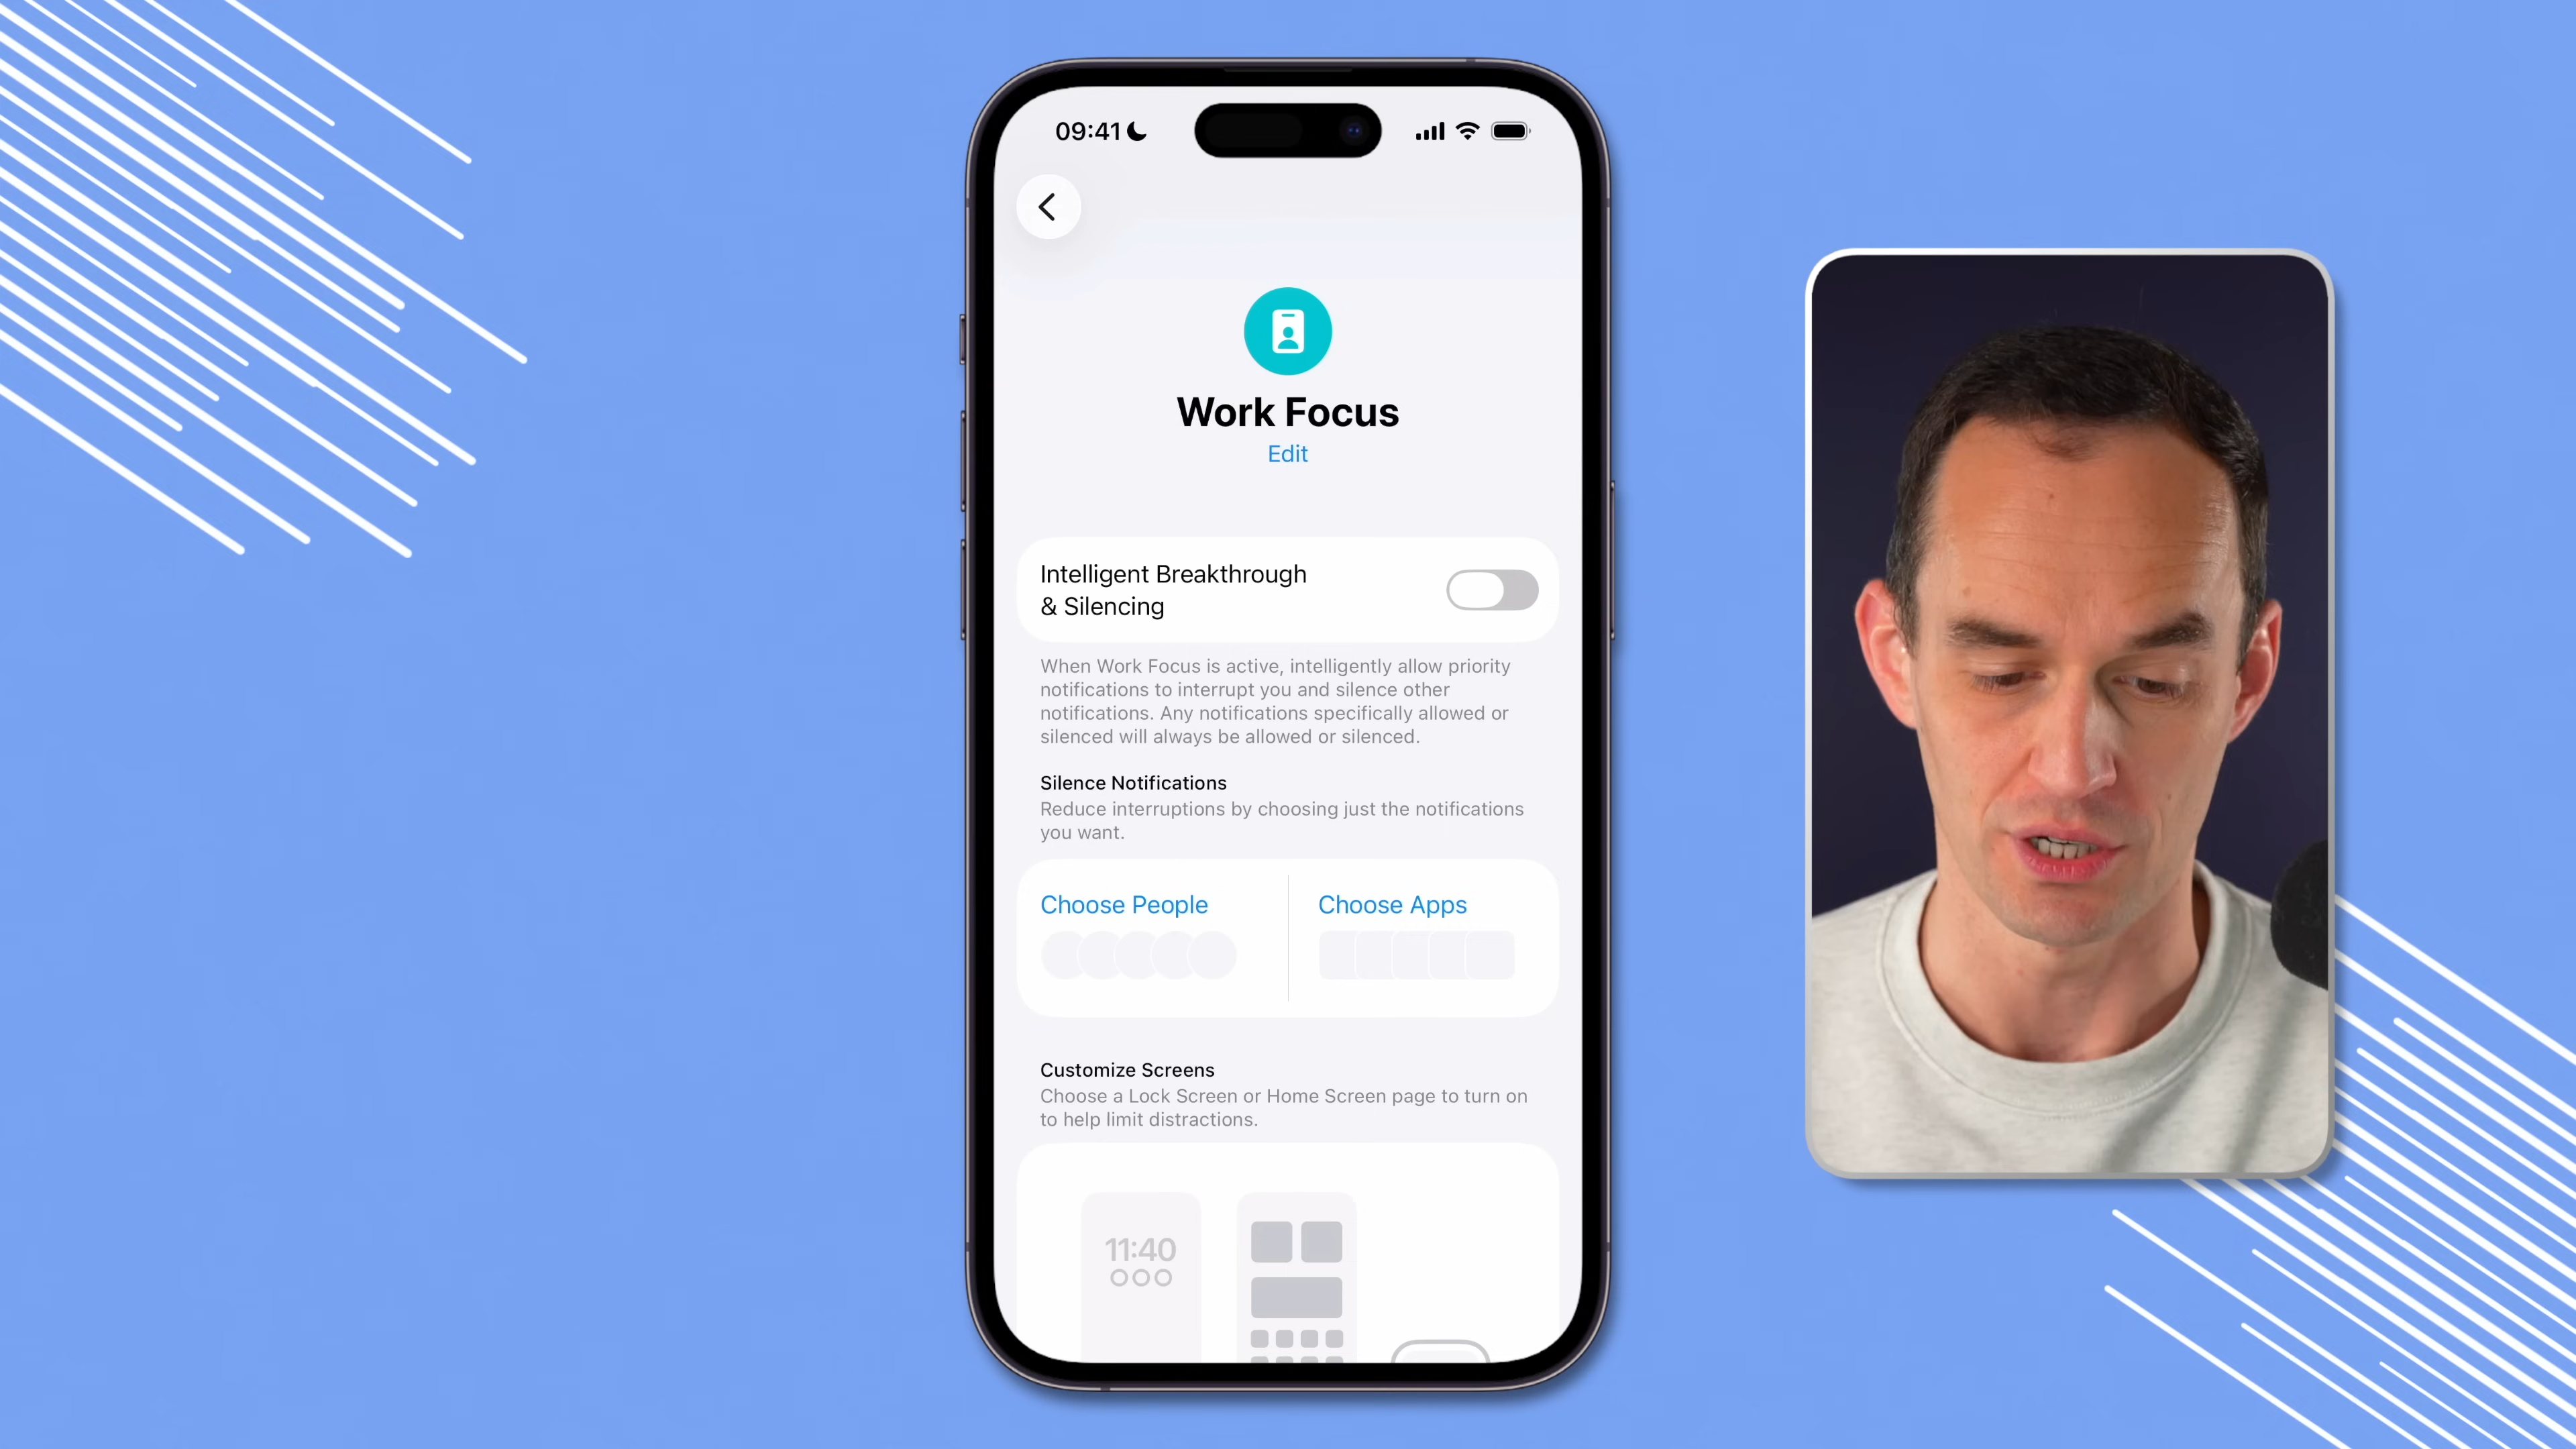 09:41
Work Focus
Edit
Intelligent Breakthrough
& Silencing
When Work Focus is active, intelligently allow priority
notifications to interrupt you and silence other
notifications. Any notifications specifically allowed or
silenced will always be allowed or silenced.
Silence Notifications
Reduce interruptions by choosing just the notifications
you want.
Choose People
Choose Apps
Customize Screens
Choose a Lock Screen or Home Screen page to turn on
to help limit distractions.
11:40